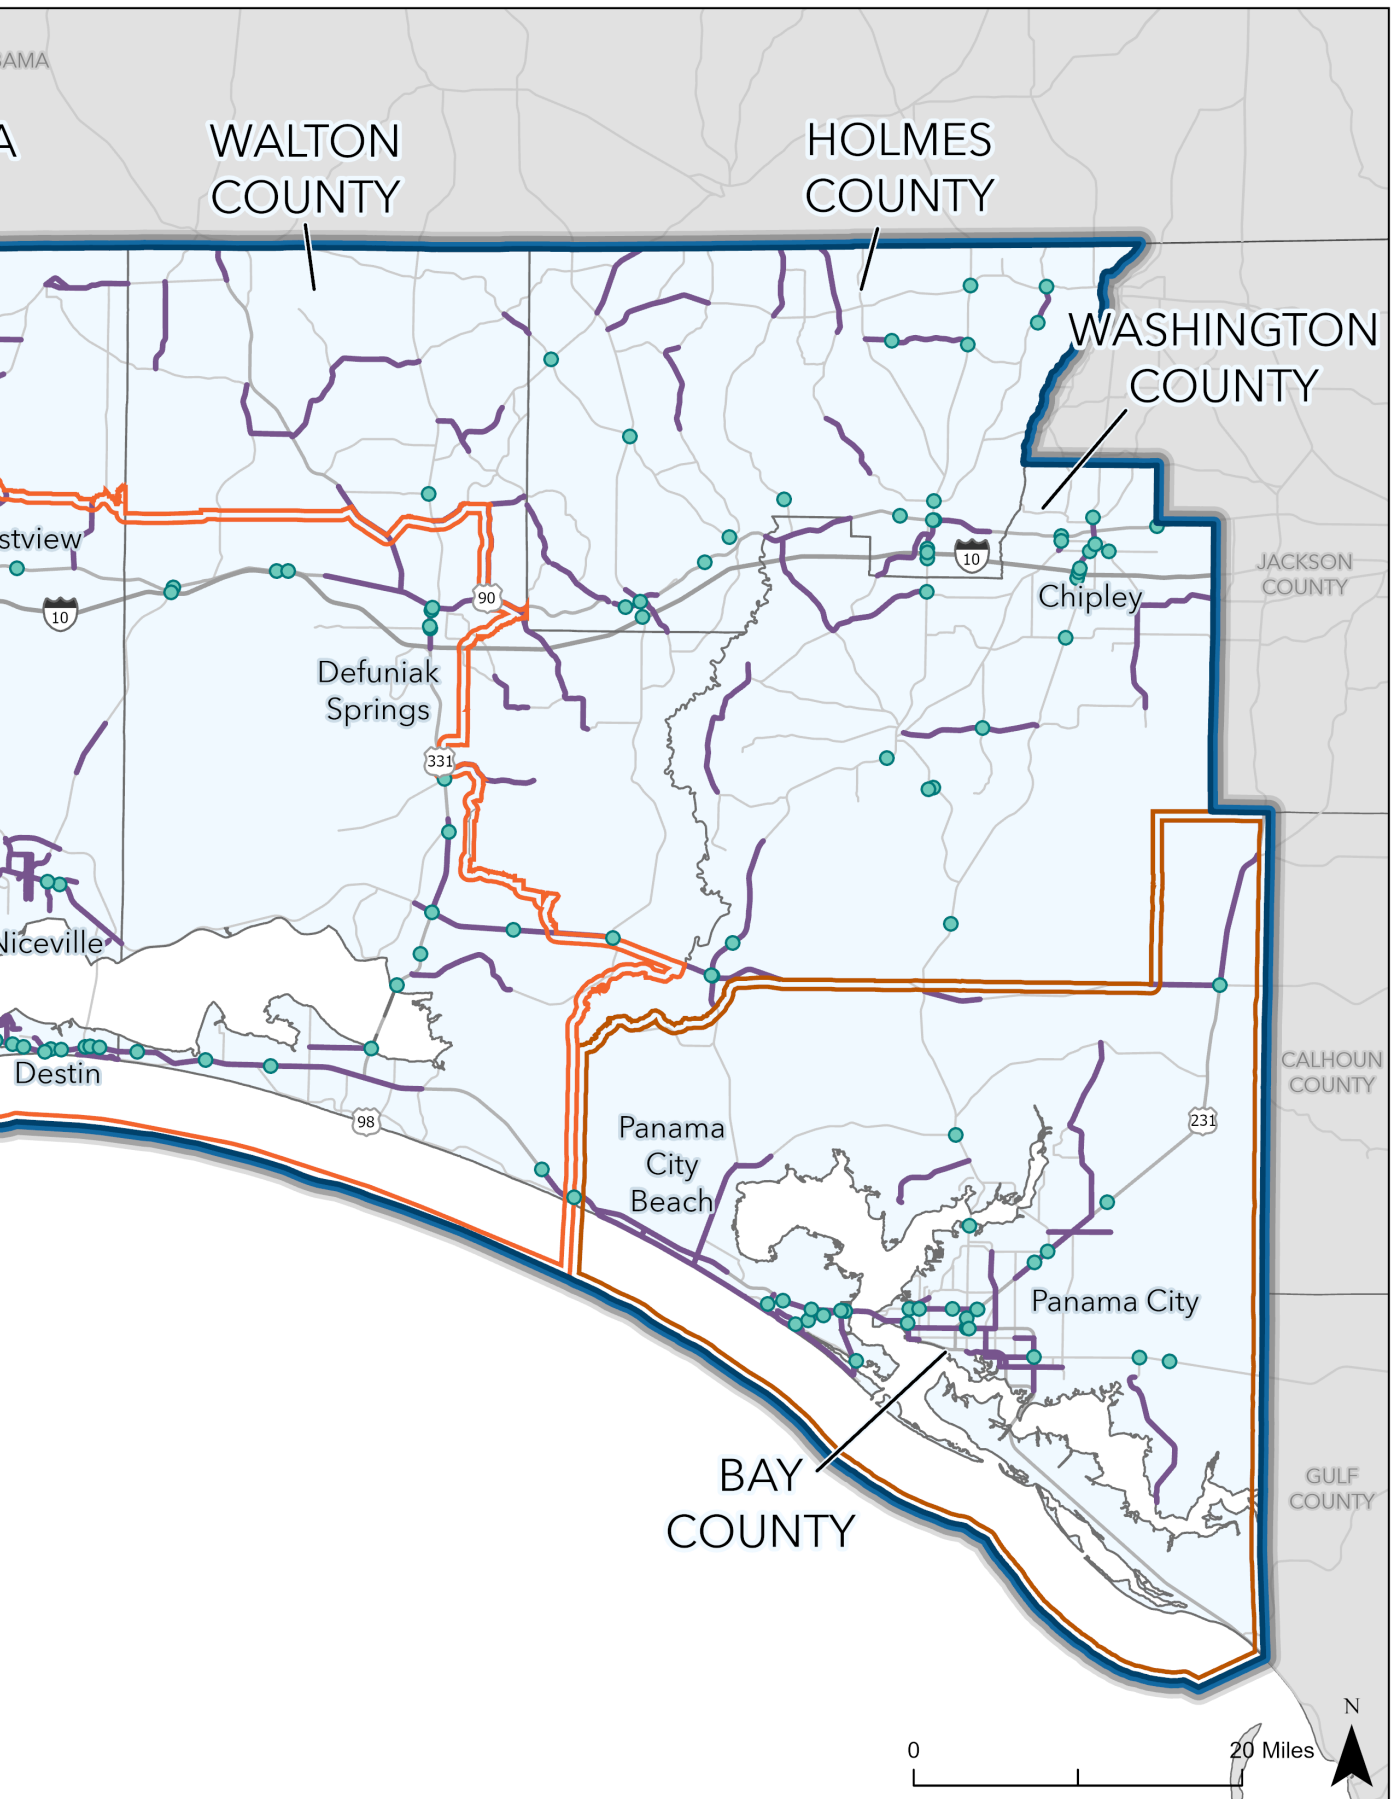 BAMA
A
WALTON
COUNTY
HOLMES
COUNTY
WASHINGTON
COUNTY
stview
10
10
JACKSON
COUNTY
Chipley
90
Defuniak
Springs
331
Niceville
Destin
98
CALHOUN
COUNTY
231
Panama
City
Beach
Panama City
BAY
COUNTY
GULF
COUNTY
N
0
20 Miles